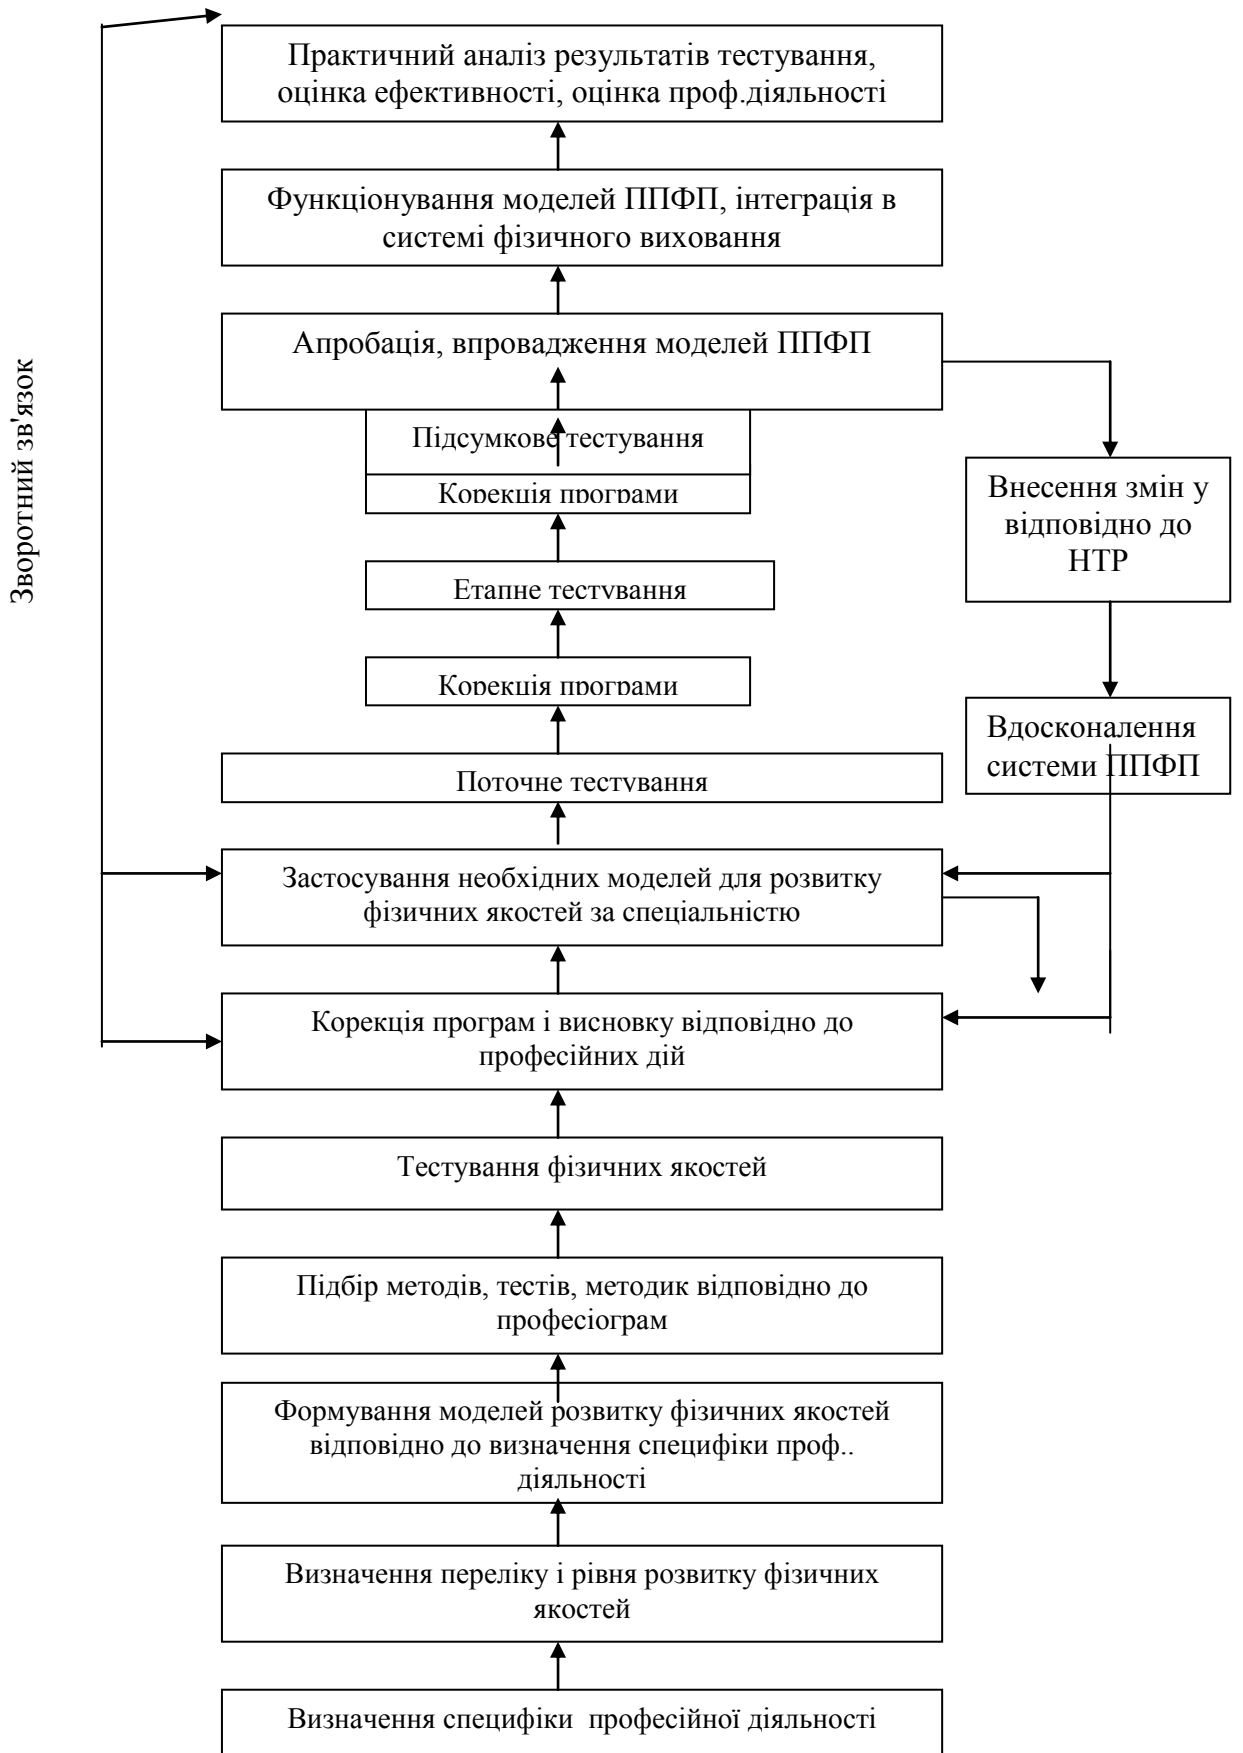 Практичний аналіз результатів тестування,
оцінка ефективності, оцінка проф.діяльності
Функціонування моделей ППФП, інтеграція в
системі фізичного виховання
Апробація, впровадження моделей ППФП
Підсумкове тестування
Корекція програми
Етапне тестування
Корекція програми
Поточне тестування
Застосування необхідних моделей для розвитку
фізичних якостей за спеціальністю
Корекція програм і висновку відповідно до
професійних дій
Тестування фізичних якостей
Підбір методів, тестів, методик відповідно до
професіограм
Формування моделей розвитку фізичних якостей
відповідно до визначення специфіки проф..
діяльності
Визначення переліку і рівня розвитку фізичних
якостей
Визначення специфіки  професійної діяльності
Зворотний зв'язок
Внесення змін у
відповідно до
НТР
Вдосконалення
системи ППФП